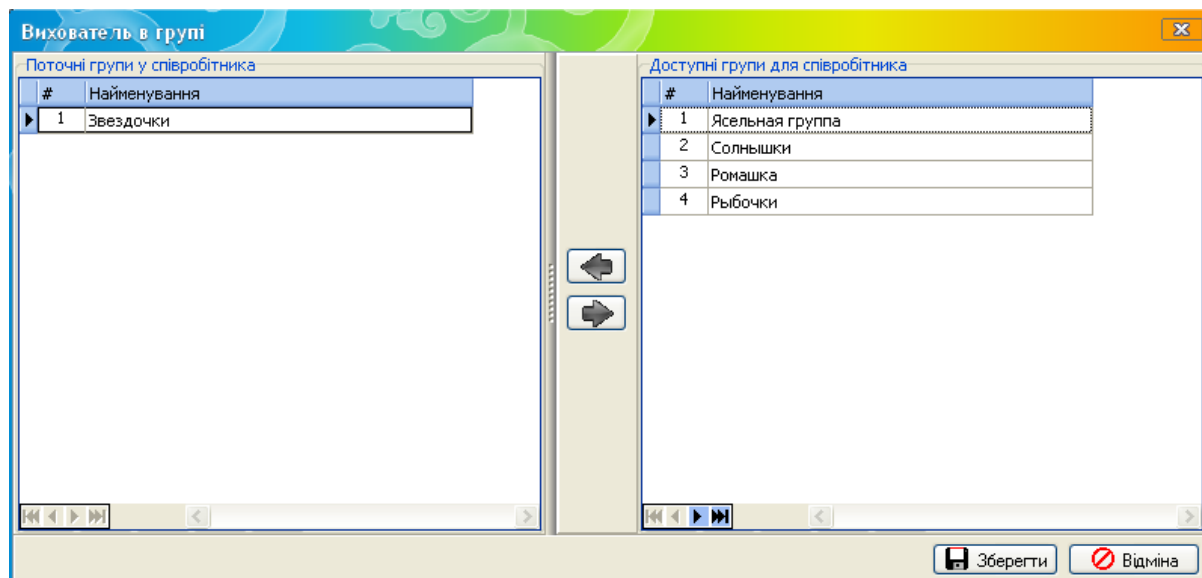 Вихователь в групі
Поточні групи у співробітника
# Найменування
1 Звездочки
Доступні групи для співробітника
# Найменування
1 Ясельная группа
2 Солнышки
3 Ромашка
4 Рыбочки
Зберегти
Відміна